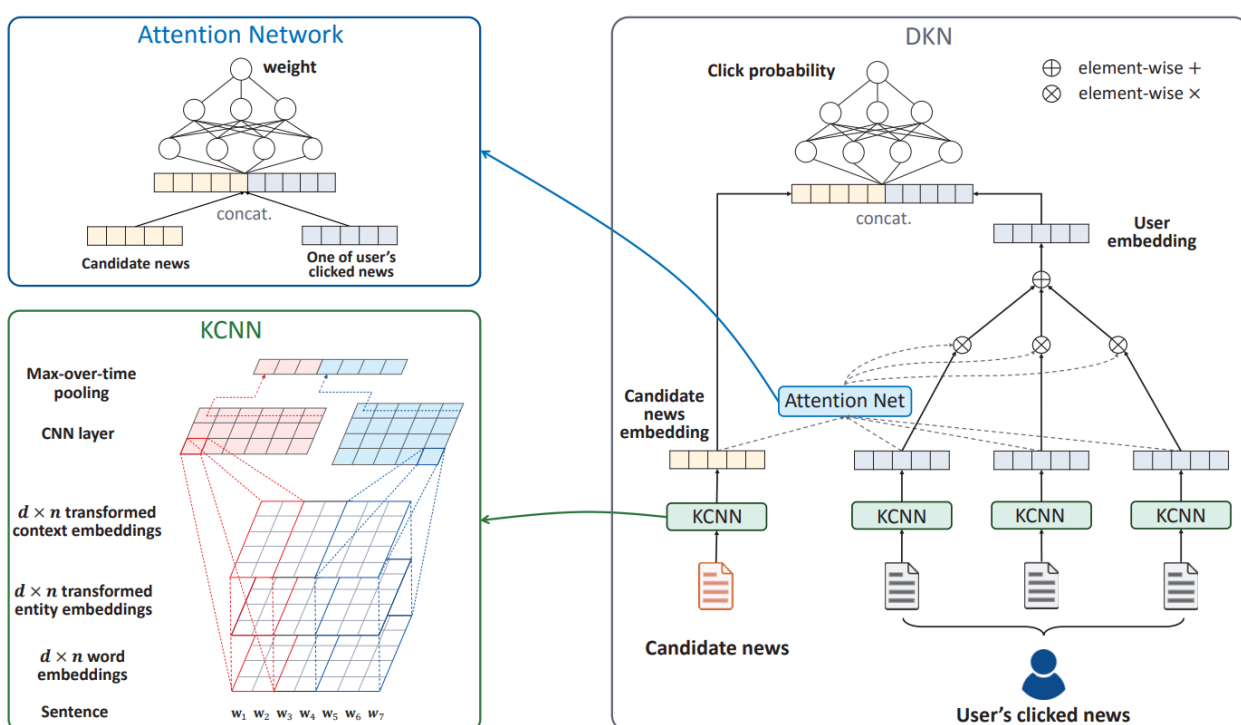 Attention Network
weight
concat.
Candidate news
One of user's
clicked news
KCNN
Max-over-time
pooling
CNN layer
d × n transformed
context embeddings
d × n transformed
entity embeddings
d × n word
embeddings
Sentence
w₁ w₂ w₃ w₄ w₅ w₆ w₇
DKN
Click probability
element-wise +
element-wise ×
concat.
User
embedding
Attention Net
Candidate
news
embedding
KCNN
KCNN
KCNN
KCNN
Candidate news
User's clicked news